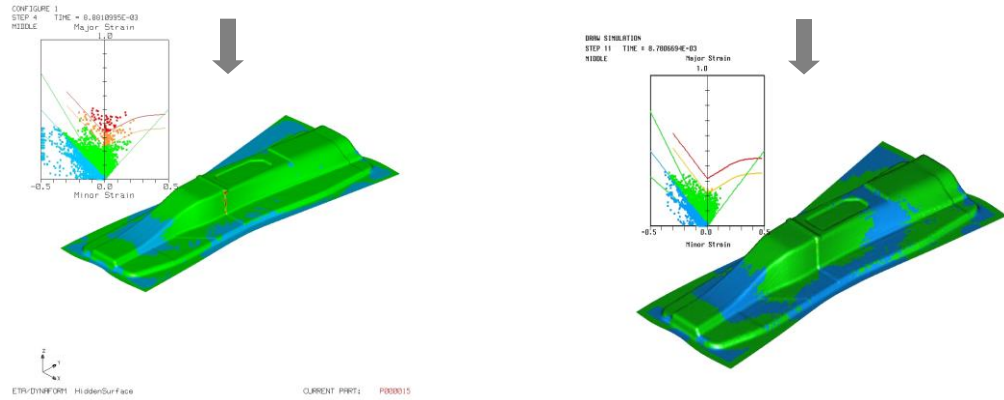 CONFIGURE 1
STEP 4 TIME = 8.8810995E-03
MIDDLE
Major Strain
1.0
-0.5 0.0 0.5
Minor Strain
Z
Y
X
ETA/DYNAFORM HiddenSurface
CURRENT PART: P000015
DRAW SIMULATION
STEP 11 TIME = 8.7806694E-03
MIDDLE
Major Strain
1.0
-0.5 0.0 0.5
Minor Strain